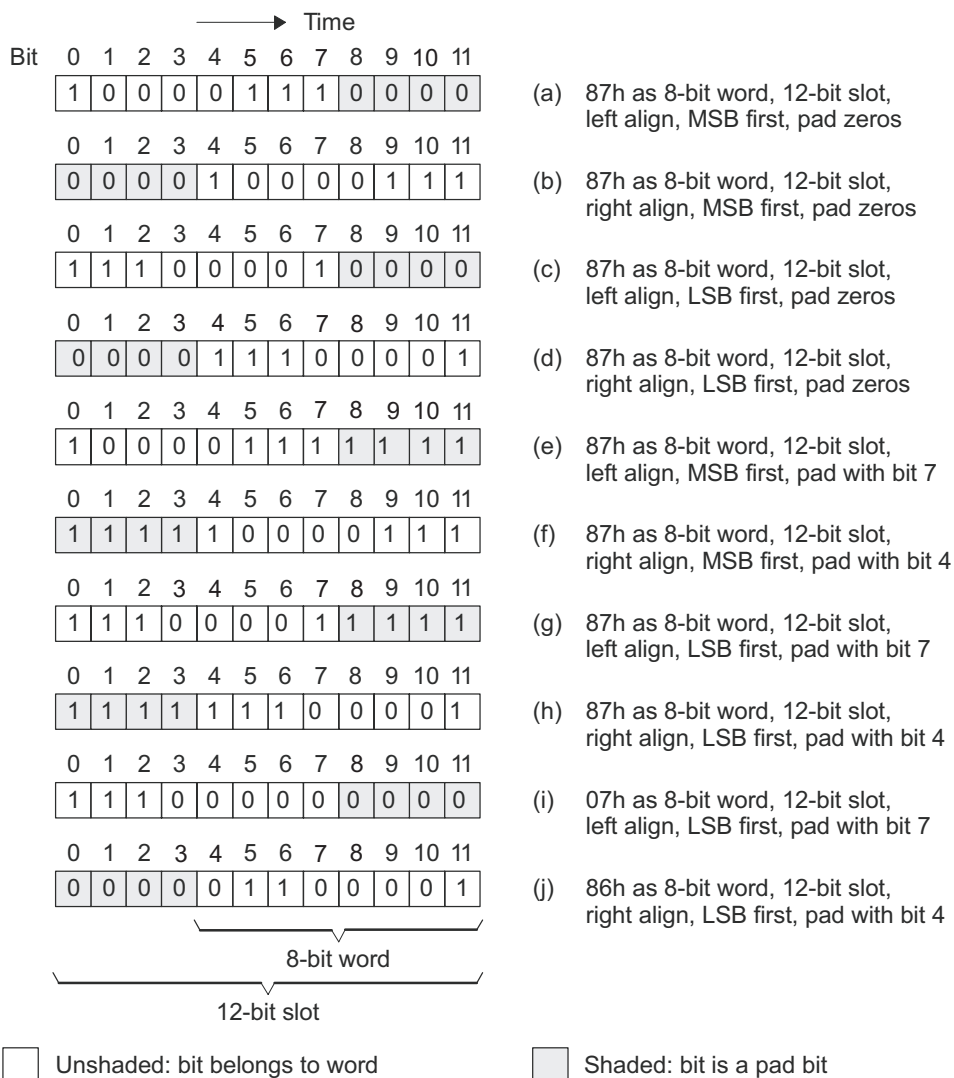 Time
Bit 0 1 2 3 4 5 6 7 8 9 10 11
1 0 0 0 0 1 1 1 0 0 0 0
(a) 87h as 8-bit word, 12-bit slot,
left align, MSB first, pad zeros
0 1 2 3 4 5 6 7 8 9 10 11
0 0 0 0 1 0 0 0 0 1 1 1
(b) 87h as 8-bit word, 12-bit slot,
right align, MSB first, pad zeros
0 1 2 3 4 5 6 7 8 9 10 11
1 1 1 0 0 0 0 1 0 0 0 0
(c) 87h as 8-bit word, 12-bit slot,
left align, LSB first, pad zeros
0 1 2 3 4 5 6 7 8 9 10 11
0 0 0 0 1 1 1 0 0 0 0 1
(d) 87h as 8-bit word, 12-bit slot,
right align, LSB first, pad zeros
0 1 2 3 4 5 6 7 8 9 10 11
1 0 0 0 0 1 1 1 1 1 1 1
(e) 87h as 8-bit word, 12-bit slot,
left align, MSB first, pad with bit 7
0 1 2 3 4 5 6 7 8 9 10 11
1 1 1 1 1 0 0 0 0 1 1 1
(f) 87h as 8-bit word, 12-bit slot,
right align, MSB first, pad with bit 4
0 1 2 3 4 5 6 7 8 9 10 11
1 1 1 0 0 0 0 1 1 1 1 1
(g) 87h as 8-bit word, 12-bit slot,
left align, LSB first, pad with bit 7
0 1 2 3 4 5 6 7 8 9 10 11
1 1 1 1 1 1 1 0 0 0 0 1
(h) 87h as 8-bit word, 12-bit slot,
right align, LSB first, pad with bit 4
0 1 2 3 4 5 6 7 8 9 10 11
1 1 1 0 0 0 0 0 0 0 0 0
(i) 07h as 8-bit word, 12-bit slot,
left align, LSB first, pad with bit 7
0 1 2 3 4 5 6 7 8 9 10 11
0 0 0 0 0 1 1 0 0 0 0 1
(j) 86h as 8-bit word, 12-bit slot,
right align, LSB first, pad with bit 4
8-bit word
12-bit slot
Unshaded: bit belongs to word
Shaded: bit is a pad bit